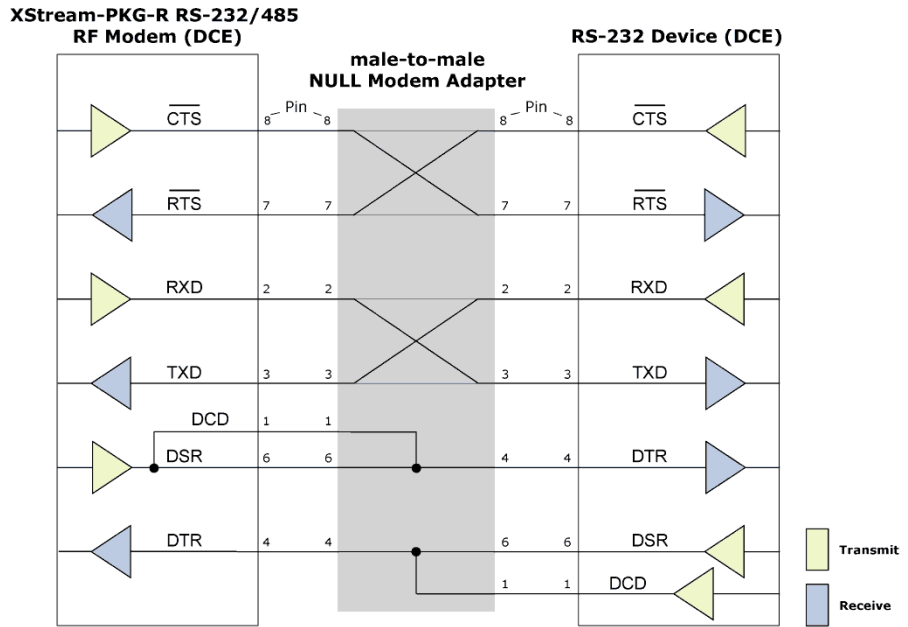 XStream-PKG-R RS-232/485
RF Modem (DCE)
RS-232 Device (DCE)
male-to-male
NULL Modem Adapter
CTS 8 Pin 8 8 Pin 8 CTS
RTS 7 7 7 7 RTS
RXD 2 2 2 2 RXD
TXD 3 3 3 3 TXD
DCD 1 1
DSR 6 6 4 4 DTR
DTR 4 4 6 6 DSR
1 1 DCD
Transmit
Receive